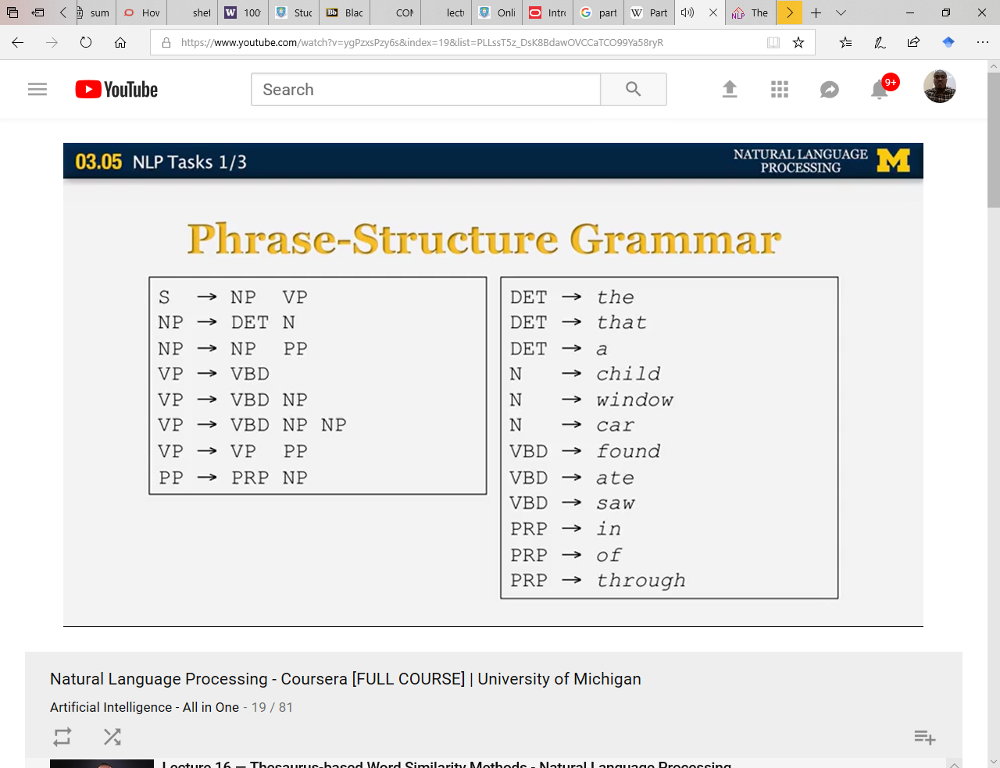 sum
Hov
shef
W 100
Stuc
Bb Blac
CON
lectu
Onli
Intro
G part
W Part
NLP The
https://www.youtube.com/watch?v=ygPzxsPzy6s&index=19&list=PLLssT5z_DsK8BdawOVCCaTCO99Ya58ryR
YouTube
Search
9+
03.05 NLP Tasks 1/3
NATURAL LANGUAGE
PROCESSING
M
Phrase-Structure Grammar
S → NP VP
NP → DET N
NP → NP PP
VP → VBD
VP → VBD NP
VP → VBD NP NP
VP → VP PP
PP → PRP NP
DET → the
DET → that
DET → a
N → child
N → window
N → car
VBD → found
VBD → ate
VBD → saw
PRP → in
PRP → of
PRP → through
Natural Language Processing - Coursera [FULL COURSE] | University of Michigan
Artificial Intelligence - All in One - 19 / 81
Lecture 16 — Thesaurus-based Word Similarity Methods - Natural Language Processing